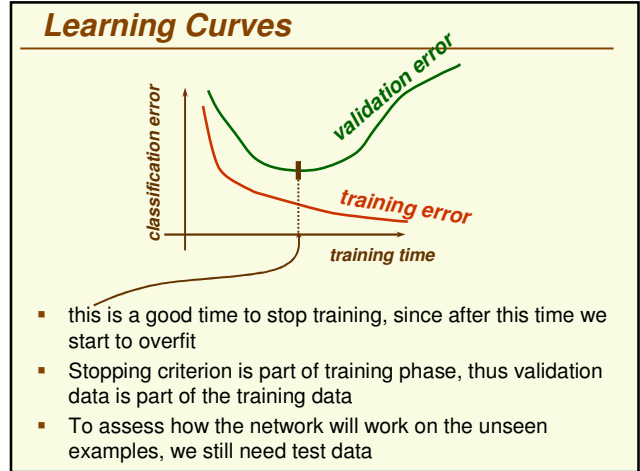 Learning Curves
validation error
classification error
training error
training time
▪ this is a good time to stop training, since after this time we
start to overfit
▪ Stopping criterion is part of training phase, thus validation
data is part of the training data
▪ To assess how the network will work on the unseen
examples, we still need test data